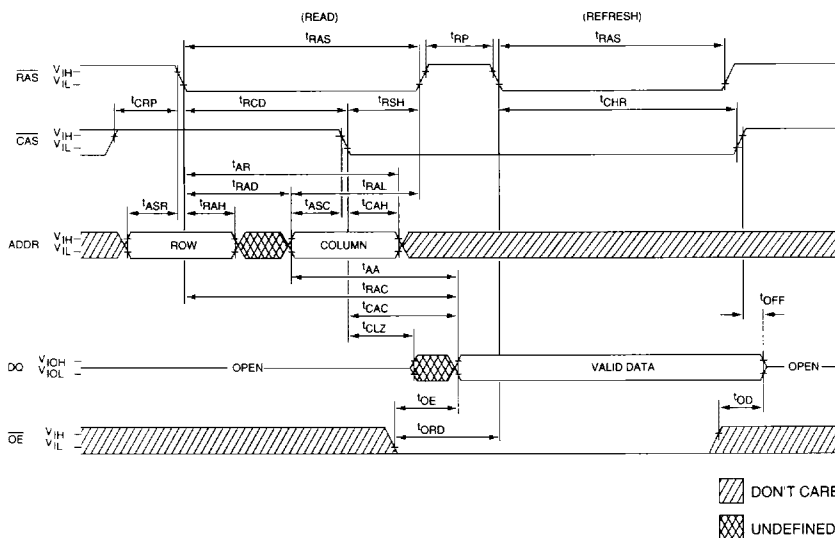 (READ) (REFRESH)
tRAS tRP tRAS
RAS VIH VIL
tCRP tRCD tRSH tCHR
CAS VIH VIL
tAR
tRAD tRAL
tASR tRAH tASC tCAH
ADDR VIH VIL ROW COLUMN
tAA
tRAC
tCAC tOFF
tCLZ
DQ VIOH VIOL OPEN VALID DATA OPEN
tOE tOD
OE VIH VIL tORD
DON'T CARE
UNDEFINED